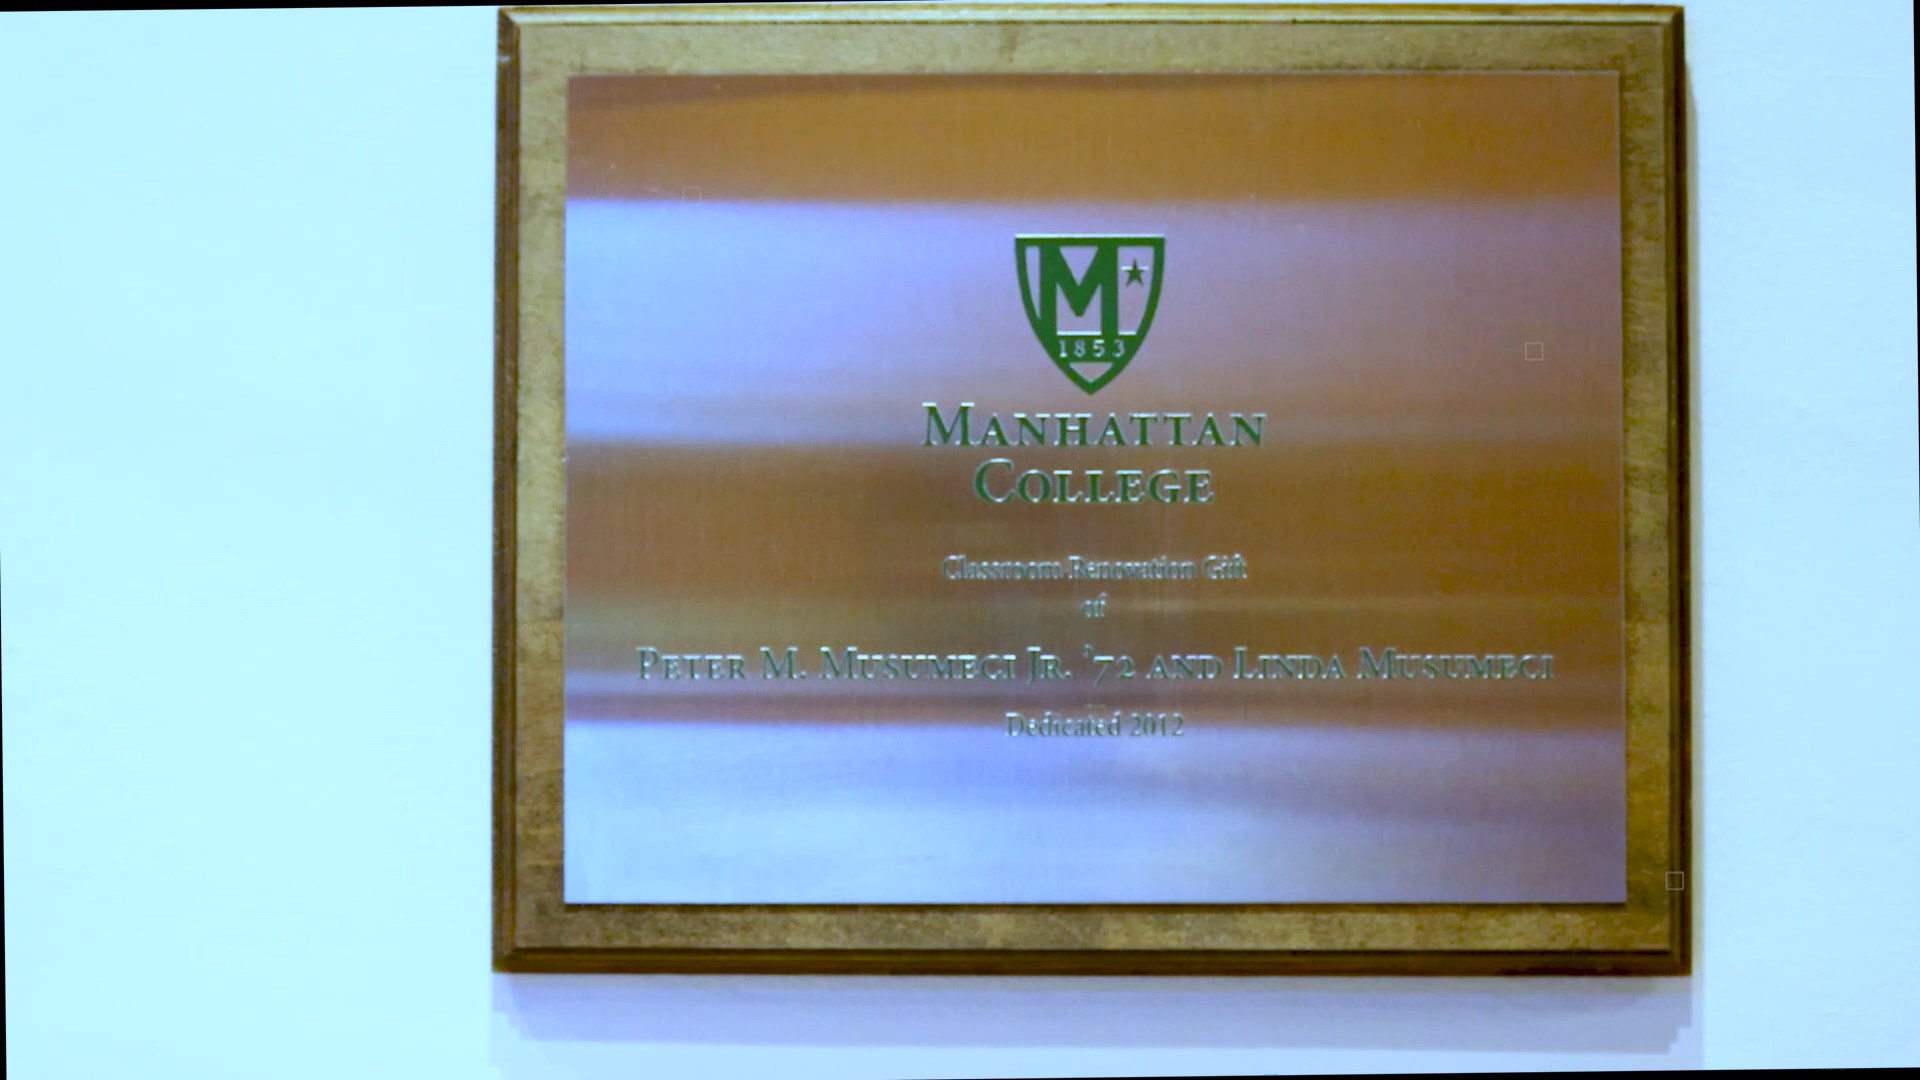 M
1853
MANHATTAN
COLLEGE
Classroom Renovation Gift
of
PETER M. MUSUMECI JR. '72 AND LINDA MUSUMECI
Dedicated 2012